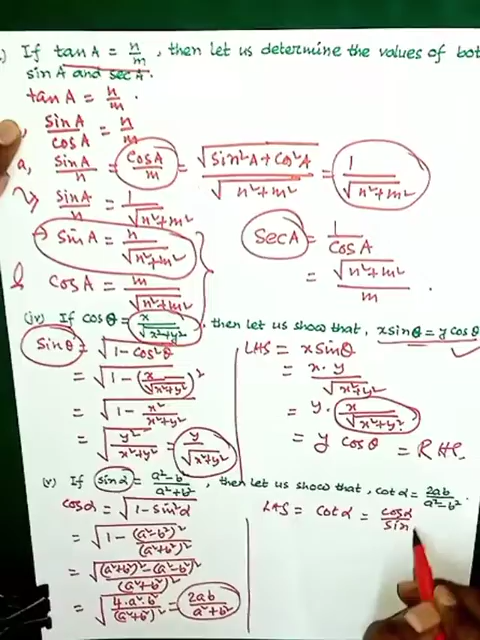 ) If tan A = n/m, then let us determine the values of bot
sin A and sec A.
tan A = n/m
sin A / cos A = n/m
a, sin A / n = cos A / m = √(sin²A + cos²A) / √(n²+m²) = 1/√(n²+m²)
sin A / n = 1/√(n²+m²)
→ sin A = n/√(n²+m²)
& cos A = m/√(n²+m²)
sec A = 1/cos A
= √(n²+m²)/m .
(iv) If cos θ = x/√(x²+y²), then let us show that, x sin θ = y cos θ
sin θ = √(1 - cos²θ)
= √(1 - (x/√(x²+y²))²)
= √(1 - x²/(x²+y²))
= √(y²/(x²+y²)) = y/√(x²+y²)
LHS = x sin θ
= x · y/√(x²+y²)
= y · x/√(x²+y²)
= y cos θ = RHS.
(v) If sin α = (a²-b²)/(a²+b²), then let us show that, cot α = 2ab/(a²-b²)
cos α = √(1 - sin²α)
= √(1 - (a²-b²)²/(a²+b²)²)
= √(((a²+b²)² - (a²-b²)²)/(a²+b²)²)
= √(4·a²·b²/(a²+b²)²) = 2ab/(a²+b²)
LHS = cot α = cos α / sin